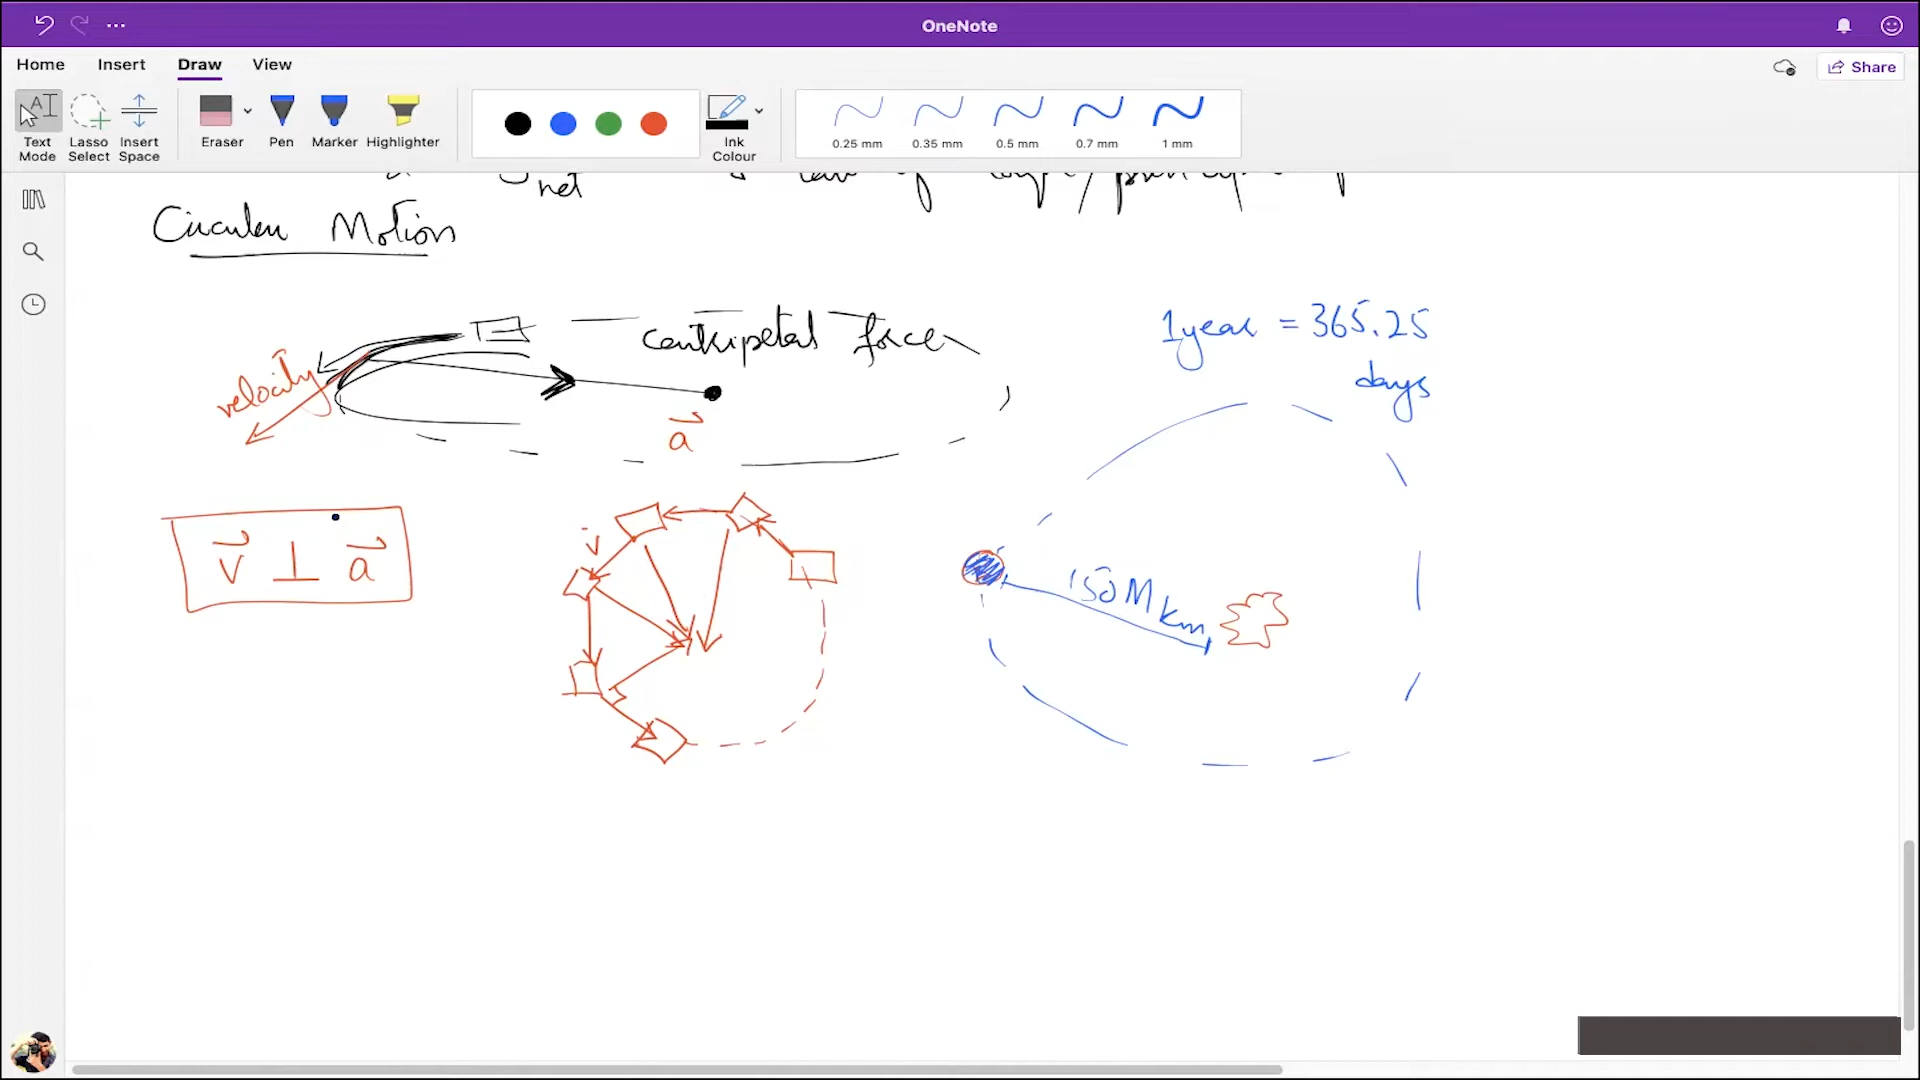 OneNote
Home Insert Draw View
Share
Text Mode
Lasso Select
Insert Space
Eraser
Pen
Marker
Highlighter
Ink Colour
0.25 mm
0.35 mm
0.5 mm
0.7 mm
1 mm
net
Circular Motion
centripetal force
1 year = 365.25
days
velocity
a
v ⊥ a
v
150M km